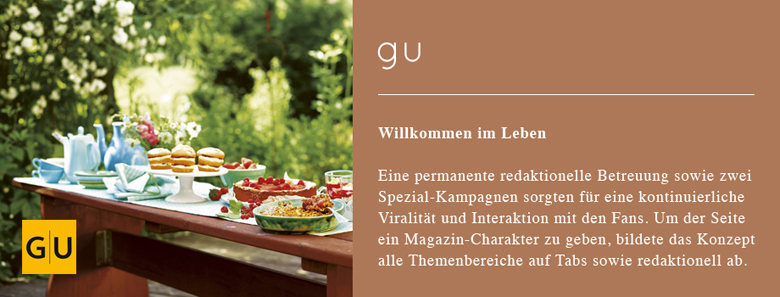 G|U
gu
Willkommen im Leben
Eine permanente redaktionelle Betreuung sowie zwei
Spezial-Kampagnen sorgten für eine kontinuierliche
Viralität und Interaktion mit den Fans. Um der Seite
ein Magazin-Charakter zu geben, bildete das Konzept
alle Themenbereiche auf Tabs sowie redaktionell ab.